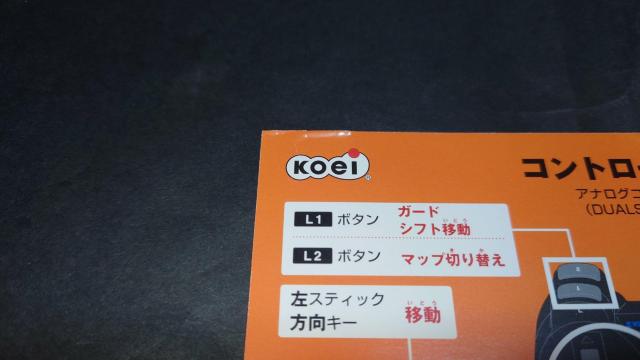 KOEI
コントロ
アナログコ
(DUALS
L1 ボタン ガード
シフト移動
L2 ボタン マップ切り替え
左スティック
方向キー 移動